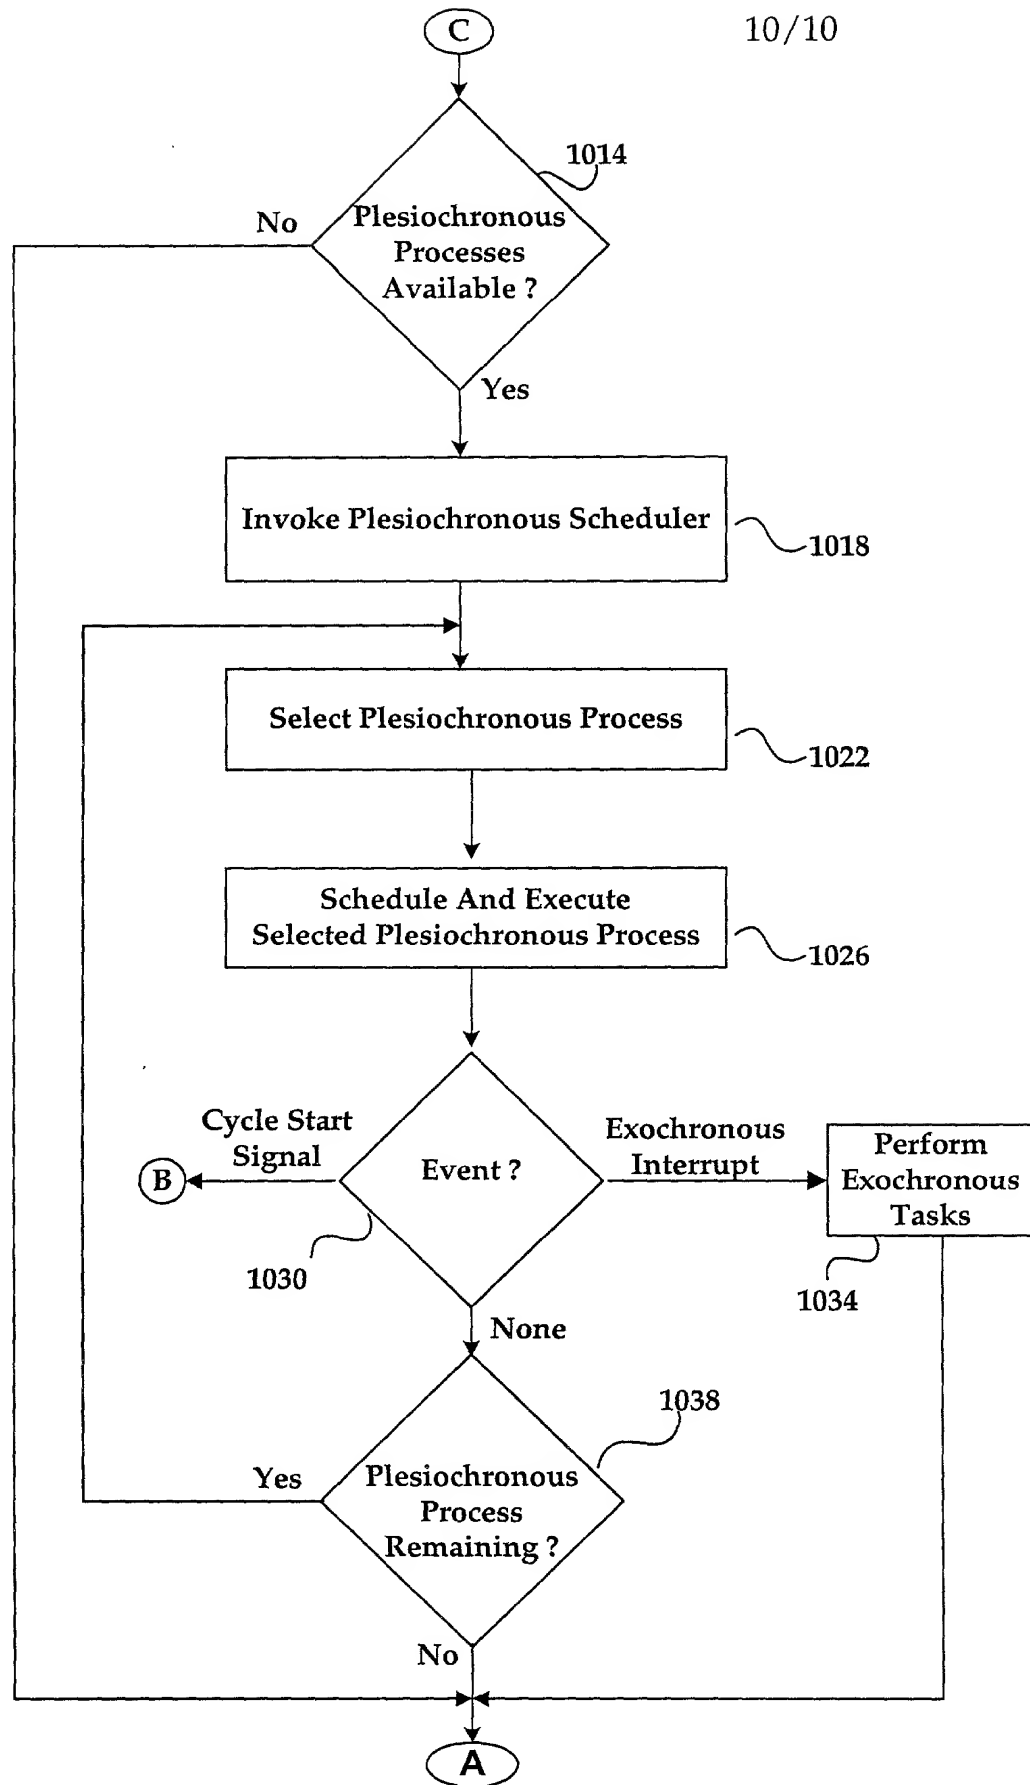 C
10/10
1014
No
Plesiochronous
Processes
Available ?
Yes
Invoke Plesiochronous Scheduler
1018
Select Plesiochronous Process
1022
Schedule And Execute
Selected Plesiochronous Process
1026
Cycle Start
Signal
B
Event ?
Exochronous
Interrupt
Perform
Exochronous
Tasks
1030
1034
None
1038
Yes
Plesiochronous
Process
Remaining ?
No
A